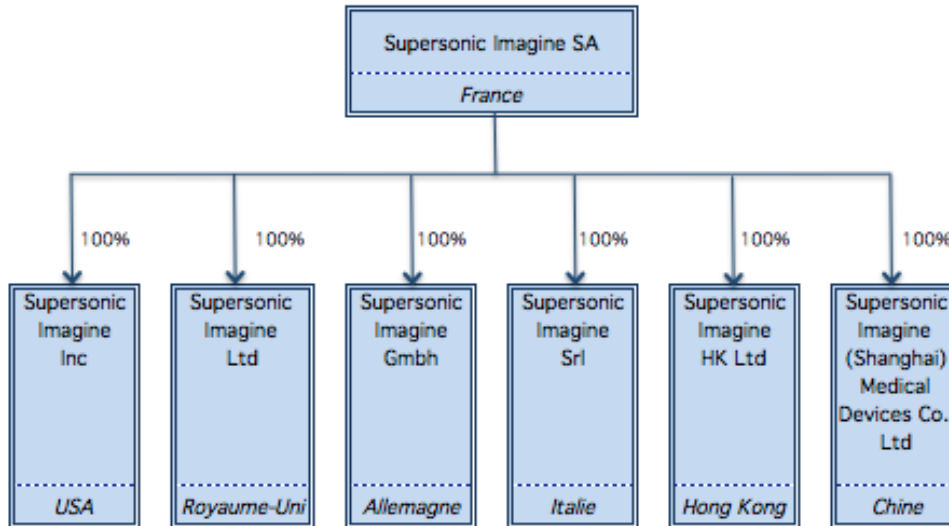 Supersonic Imagine SA
France
100%
100%
100%
100%
100%
100%
Supersonic
Imagine
Inc
USA
Supersonic
Imagine
Ltd
Royaume-Uni
Supersonic
Imagine
Gmbh
Allemagne
Supersonic
Imagine
Srl
Italie
Supersonic
Imagine
HK Ltd
Hong Kong
Supersonic
Imagine
(Shanghai)
Medical
Devices Co.
Ltd
Chine